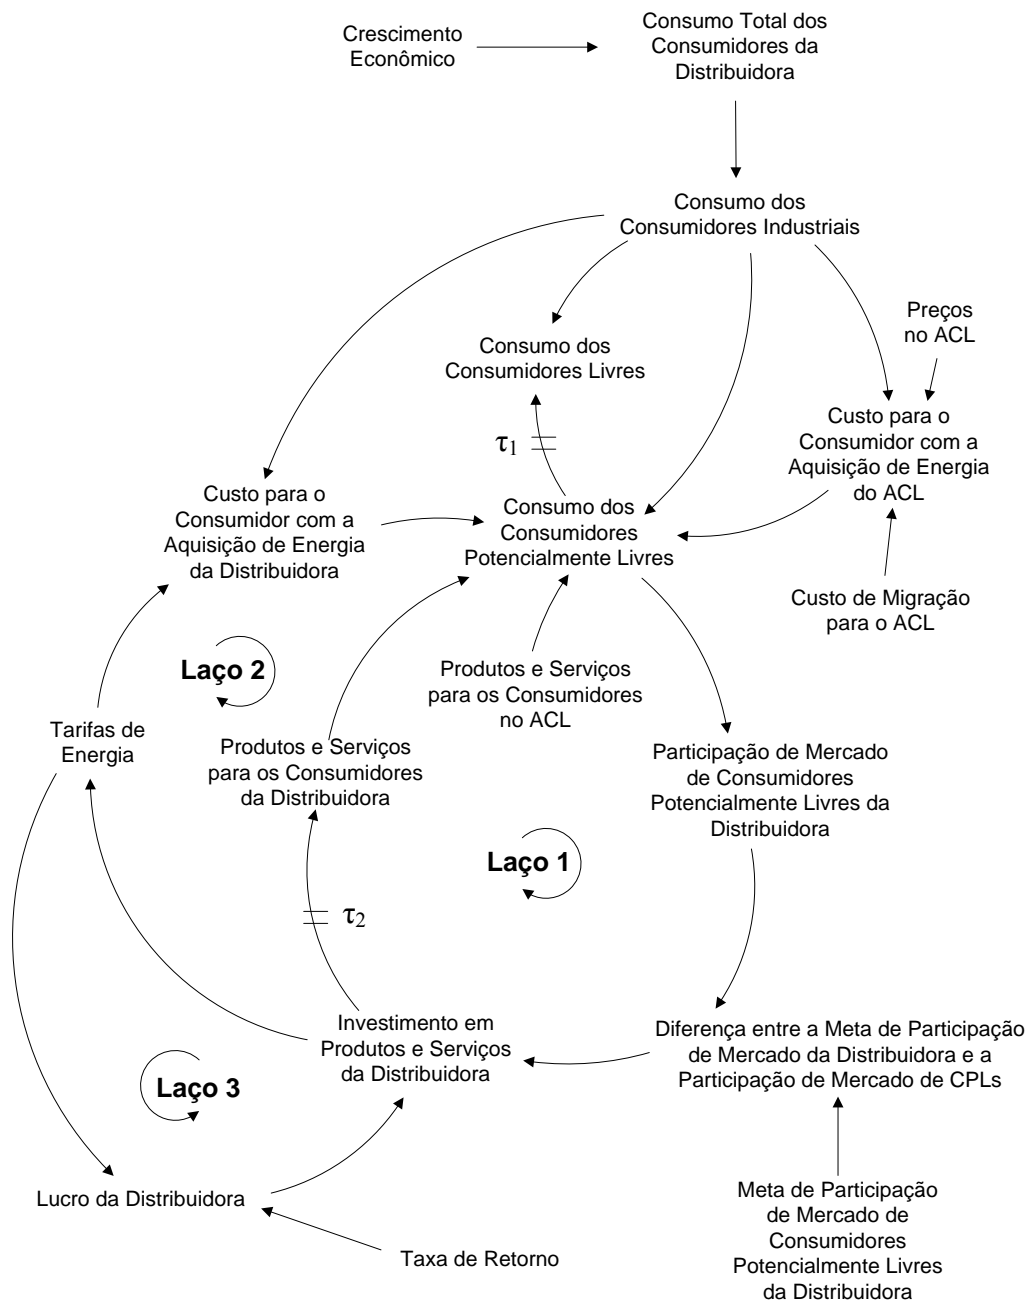 Crescimento
Econômico
Consumo Total dos
Consumidores da
Distribuidora
Consumo dos
Consumidores Industriais
Preços
no ACL
Consumo dos
Consumidores Livres
Custo para o
Consumidor com a
Aquisição de Energia
do ACL
τ1
Custo para o
Consumidor com a
Aquisição de Energia
da Distribuidora
Consumo dos
Consumidores
Potencialmente Livres
Custo de Migração
para o ACL
Laço 2
Produtos e Serviços
para os Consumidores
no ACL
Tarifas de
Energia
Produtos e Serviços
para os Consumidores
da Distribuidora
Participação de Mercado
de Consumidores
Potencialmente Livres da
Distribuidora
Laço 1
τ2
Investimento em
Produtos e Serviços
da Distribuidora
Diferença entre a Meta de Participação
de Mercado da Distribuidora e a
Participação de Mercado de CPLs
Laço 3
Lucro da Distribuidora
Meta de Participação
de Mercado de
Consumidores
Potencialmente Livres
da Distribuidora
Taxa de Retorno